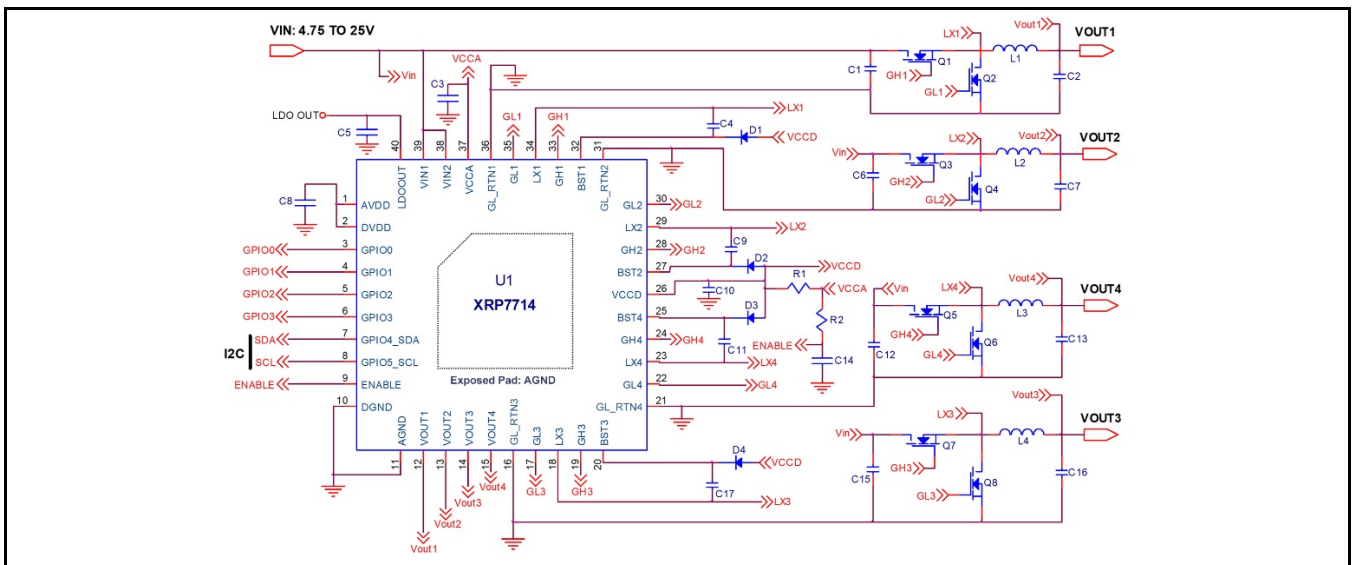 VIN: 4.75 TO 25V
Vin
VCCA
C3
LDO OUT
C5
GL1
GH1
LX1
C4
D1
VCCD
C1
Q1
GH1
LX1
Q2
GL1
L1
Vout1
VOUT1
C2
40
39
38
37
36
35
34
33
32
31
LDOOUT
VIN1
VIN2
VCCA
GL_RTN1
GL1
LX1
GH1
BST1
GL_RTN2
Vin
C6
Q3
GH2
LX2
Q4
GL2
L2
Vout2
VOUT2
C7
C8
1
AVDD
2
DVDD
GPIO0
3
GPIO0
GPIO1
4
GPIO1
GPIO2
5
GPIO2
GPIO3
6
GPIO3
I2C
SDA
7
GPIO4_SDA
SCL
8
GPIO5_SCL
ENABLE
9
ENABLE
10
DGND
U1
XRP7714
Exposed Pad: AGND
GL2
30
GL2
LX2
29
LX2
C9
GH2
28
GH2
BST2
27
D2
VCCD
VCCD
26
C10
R1
VCCA
BST4
25
D3
R2
GH4
24
GH4
C11
ENABLE
C14
LX4
23
LX4
GL4
22
GL4
GL_RTN4
21
Vin
C12
Q5
GH4
LX4
Q6
GL4
L3
Vout4
VOUT4
C13
AGND
VOUT1
VOUT2
VOUT3
VOUT4
GL_RTN3
GL3
LX3
GH3
BST3
11
12
13
14
15
16
17
18
19
20
Vout1
Vout2
Vout3
Vout4
GL3
GH3
D4
VCCD
C17
LX3
Vin
C15
Q7
GH3
LX3
Q8
GL3
L4
Vout3
VOUT3
C16